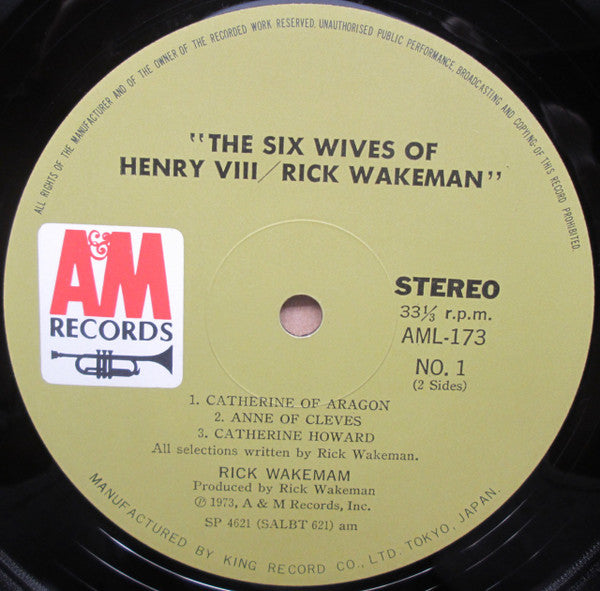 ALL RIGHTS OF THE MANUFACTURER AND OF THE OWNER OF THE RECORDED WORK RESERVED. UNAUTHORISED PUBLIC PERFORMANCE, BROADCASTING AND COPYING OF THIS RECORD PROHIBITED.
"THE SIX WIVES OF
HENRY VIII/RICK WAKEMAN"
A&M
RECORDS
STEREO
33⅓ r.p.m.
AML-173
NO. 1
(2 Sides)
1. CATHERINE OF ARAGON
2. ANNE OF CLEVES
3. CATHERINE HOWARD
All selections written by Rick Wakeman.
RICK WAKEMAM
Produced by Rick Wakeman
℗ 1973, A & M Records, Inc.
SP 4621 (SALBT 621) am
MANUFACTURED BY KING RECORD CO., LTD. TOKYO, JAPAN.